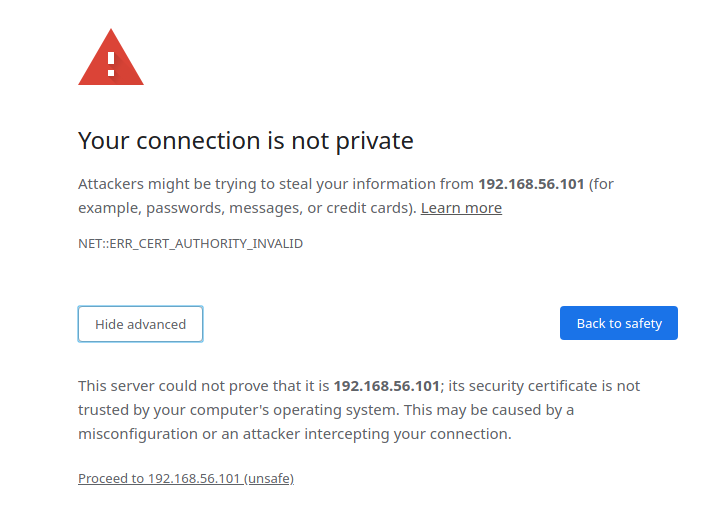 Your connection is not private
Attackers might be trying to steal your information from 192.168.56.101 (for
example, passwords, messages, or credit cards). Learn more
NET::ERR_CERT_AUTHORITY_INVALID
Hide advanced
Back to safety
This server could not prove that it is 192.168.56.101; its security certificate is not
trusted by your computer's operating system. This may be caused by a
misconfiguration or an attacker intercepting your connection.
Proceed to 192.168.56.101 (unsafe)